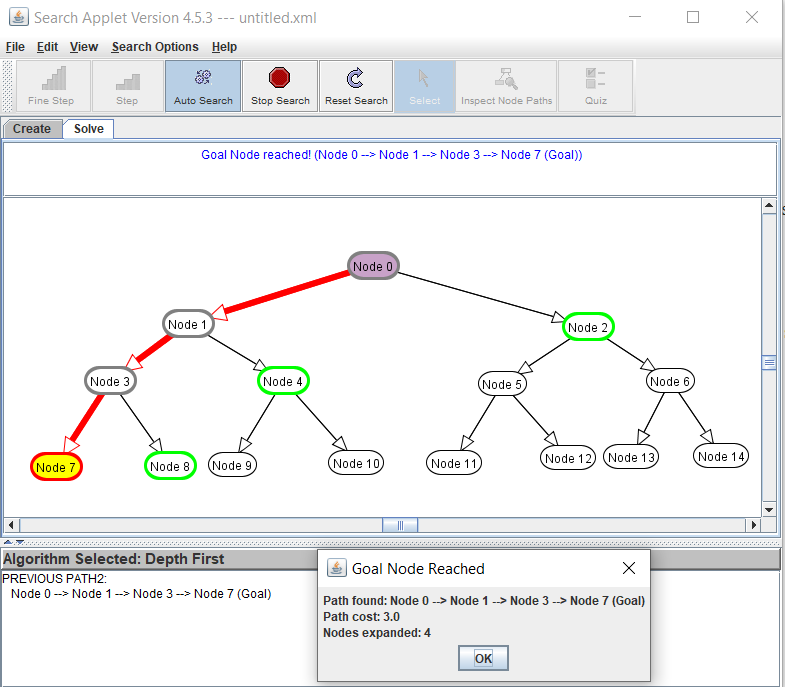 Search Applet Version 4.5.3 --- untitled.xml
File Edit View Search Options Help
Fine Step Step Auto Search Stop Search Reset Search Select Inspect Node Paths Quiz
Create Solve
Goal Node reached! (Node 0 --> Node 1 --> Node 3 --> Node 7 (Goal))
Node 0
Node 1 Node 2
Node 3 Node 4 Node 5 Node 6
Node 7 Node 8 Node 9 Node 10 Node 11 Node 12 Node 13 Node 14
Algorithm Selected: Depth First
PREVIOUS PATH2:
Node 0 --> Node 1 --> Node 3 --> Node 7 (Goal)
Goal Node Reached
Path found: Node 0 --> Node 1 --> Node 3 --> Node 7 (Goal)
Path cost: 3.0
Nodes expanded: 4
OK